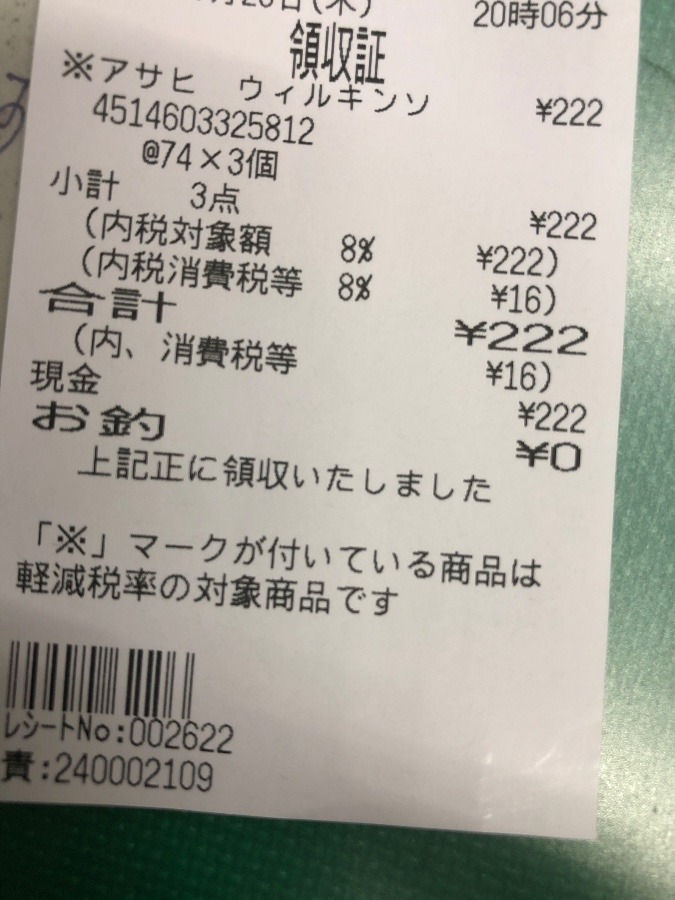 20日(木) 20時06分
領収証
※アサヒ ウィルキンソ ¥222
4514603325812
@74×3個
小計 3点 ¥222
(内税対象額 8% ¥222)
(内税消費税等 8% ¥16)
合計 ¥222
(内、消費税等 ¥16)
現金 ¥222
お釣 ¥0
上記正に領収いたしました
「※」マークが付いている商品は
軽減税率の対象商品です
レシートNo:002622
責:240002109